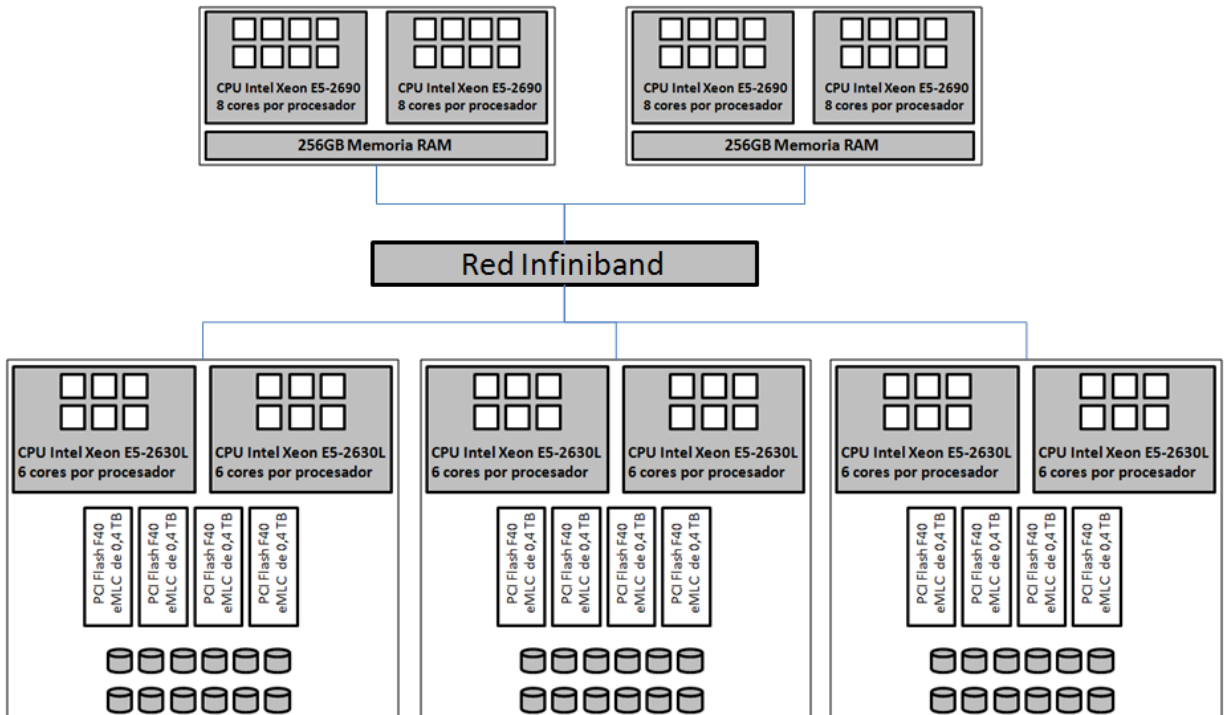 CPU Intel Xeon E5-2690
8 cores por procesador
CPU Intel Xeon E5-2690
8 cores por procesador
256GB Memoria RAM
CPU Intel Xeon E5-2690
8 cores por procesador
CPU Intel Xeon E5-2690
8 cores por procesador
256GB Memoria RAM
Red Infiniband
CPU Intel Xeon E5-2630L
6 cores por procesador
CPU Intel Xeon E5-2630L
6 cores por procesador
PCI Flash F40
eMLC de 0,4 TB
PCI Flash F40
eMLC de 0,4 TB
PCI Flash F40
eMLC de 0,4 TB
PCI Flash F40
eMLC de 0,4 TB
CPU Intel Xeon E5-2630L
6 cores por procesador
CPU Intel Xeon E5-2630L
6 cores por procesador
PCI Flash F40
eMLC de 0,4 TB
PCI Flash F40
eMLC de 0,4 TB
PCI Flash F40
eMLC de 0,4 TB
PCI Flash F40
eMLC de 0,4 TB
CPU Intel Xeon E5-2630L
6 cores por procesador
CPU Intel Xeon E5-2630L
6 cores por procesador
PCI Flash F40
eMLC de 0,4 TB
PCI Flash F40
eMLC de 0,4 TB
PCI Flash F40
eMLC de 0,4 TB
PCI Flash F40
eMLC de 0,4 TB